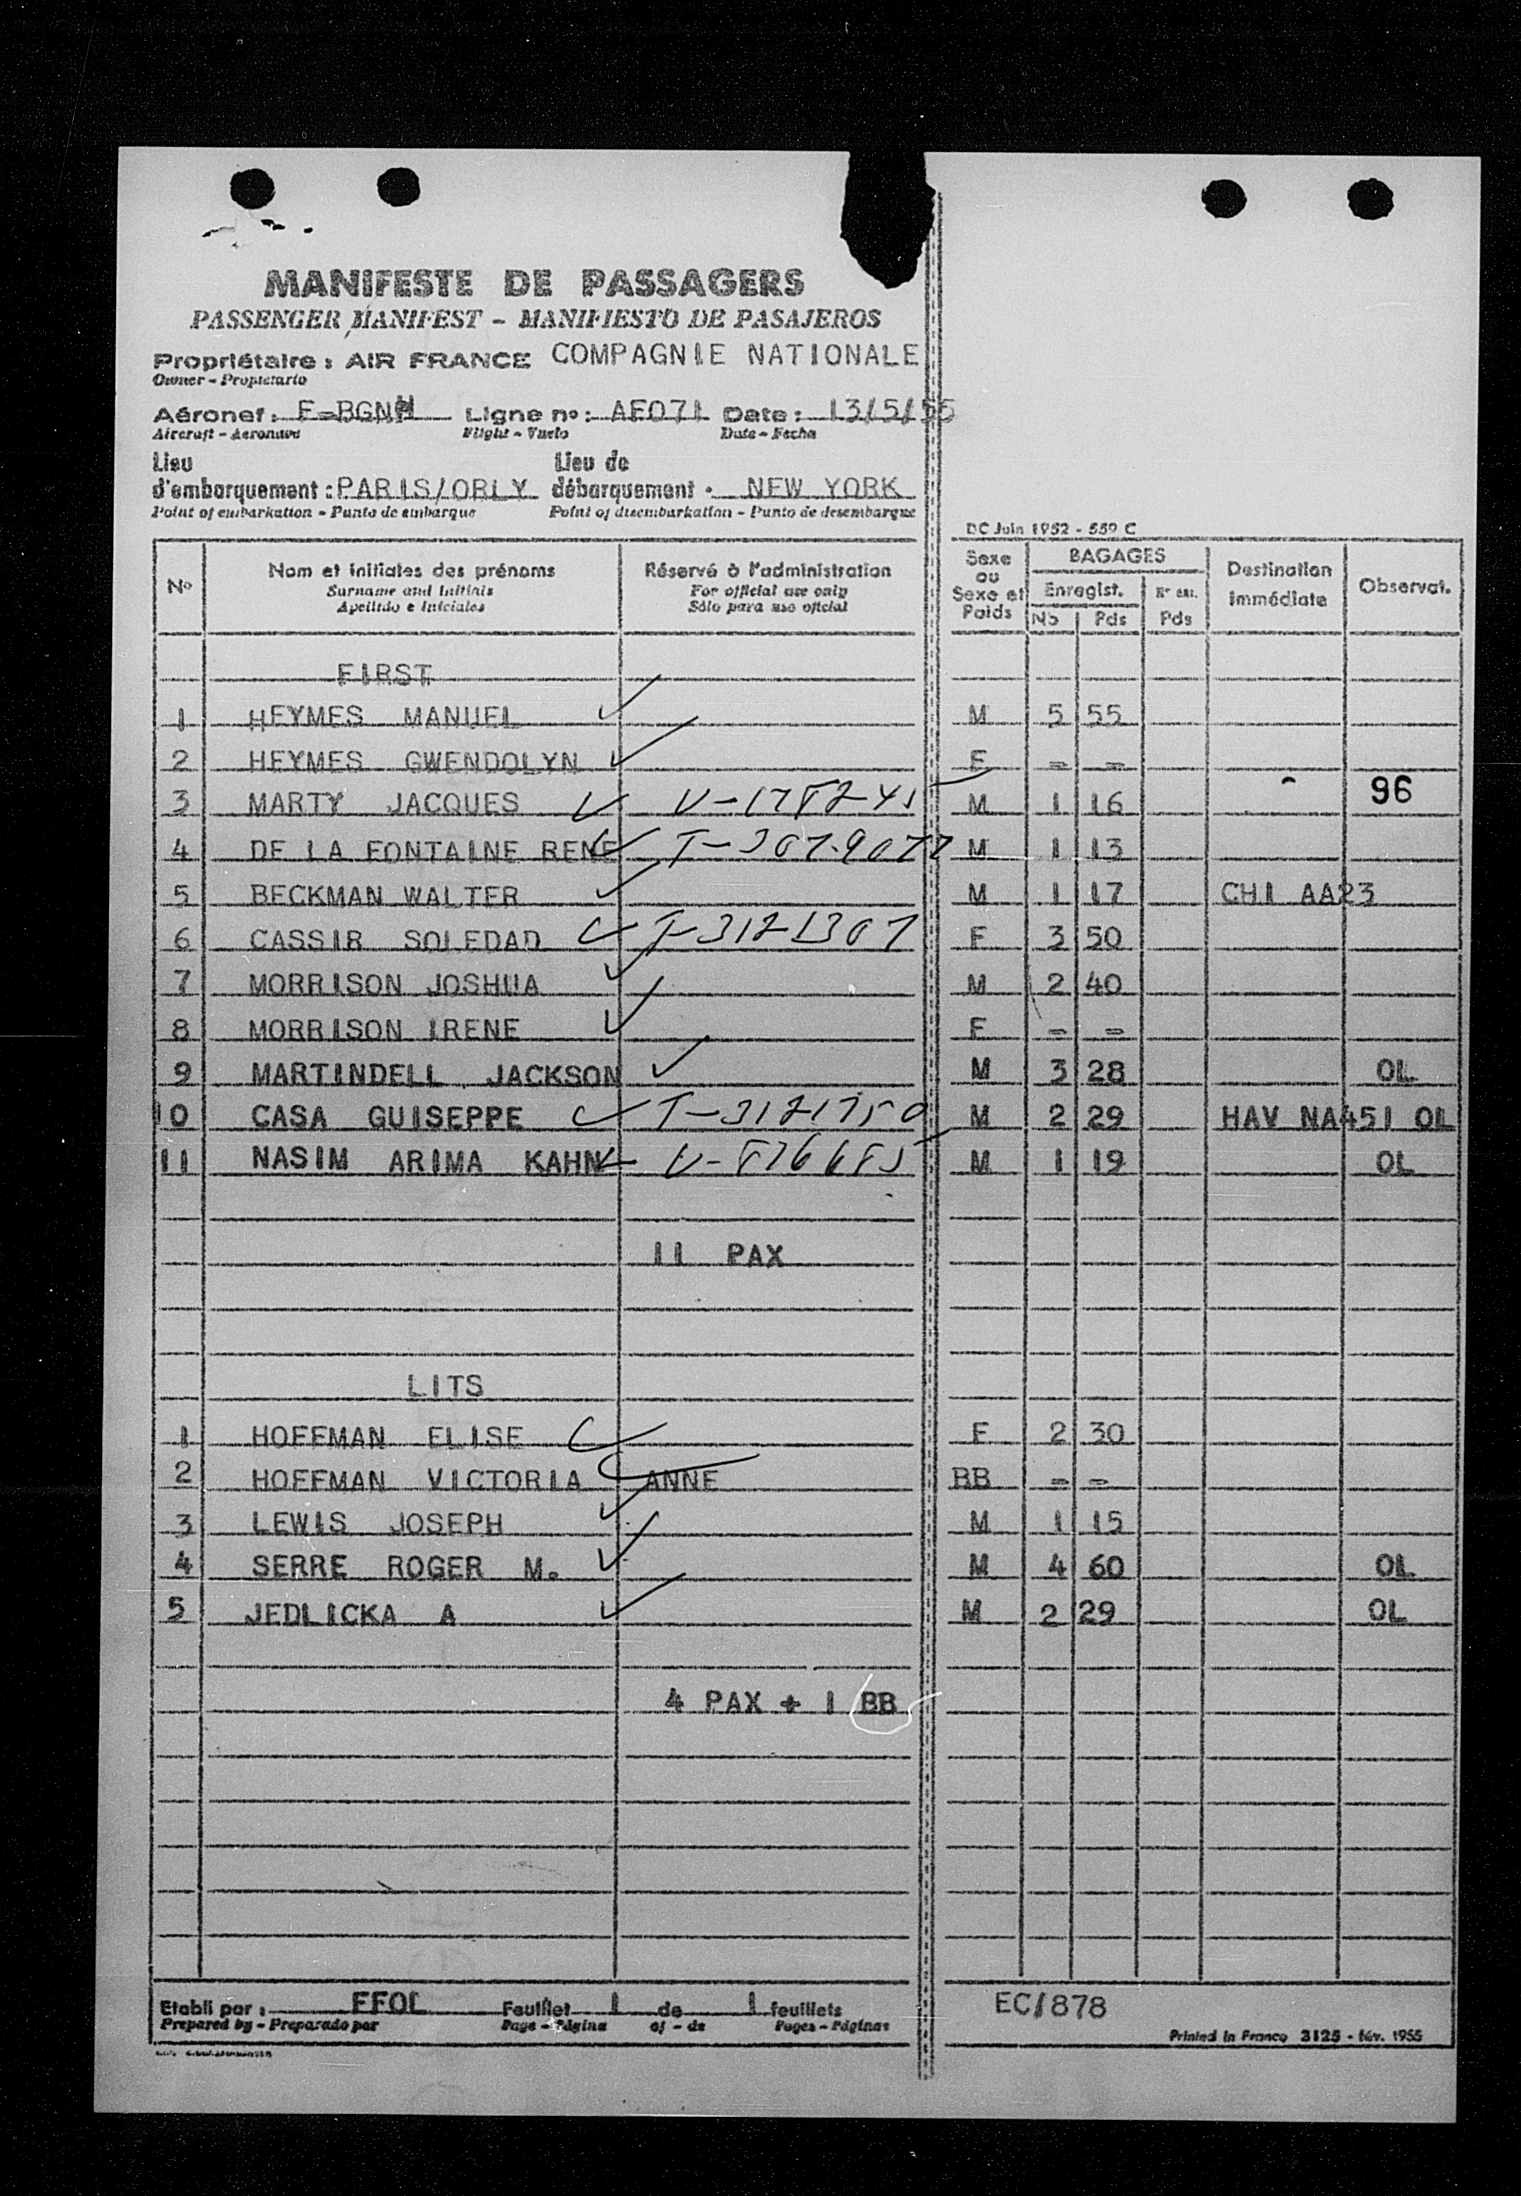 MANIFESTE DE PASSAGERS
PASSENGER MANIFEST - MANIFIESTO DE PASAJEROS
Propriétaire : AIR FRANCE COMPAGNIE NATIONALE
Owner - Propietario
Aéronef : F-BGNH Ligne no : AF071 Date : 13/5/55
Aircraft - Aeronave Flight - Vuelo Date - Fecha
Lieu Lieu de
d'embarquement : PARIS/ORLY débarquement . NEW YORK
Point of embarkation - Punto de embarque Point of disembarkation - Punto de desembarque
DC Juin 1952 - 559 C
No Nom et initiales des prénoms Réservé à l'administration Sexe ou Sexe et Poids BAGAGES Destination immédiate Observat.
Surname and initials For official use only Enregist.
Apellido e iniciales Sólo para uso oficial Nb Pds Pds
FIRST
1 HEYMES MANUEL M 5 55
2 HEYMES GWENDOLYN F = =
3 MARTY JACQUES M 1 16 96
4 DE LA FONTAINE RENE M 1 13
5 BECKMAN WALTER M 1 17 CHI AA23
6 CASSIR SOLEDAD T-3121307 F 3 50
7 MORRISON JOSHUA M 2 40
8 MORRISON IRENE F = =
9 MARTINDELL JACKSON M 3 28 OL
10 CASA GUISEPPE T-3121750 M 2 29 HAV NA451 OL
11 NASIM ARIMA KAHN M 1 19 OL
11 PAX
LITS
1 HOFFMAN ELISE F 2 30
2 HOFFMAN VICTORIA ANNE BB = =
3 LEWIS JOSEPH M 1 15
4 SERRE ROGER M. M 4 60 OL
5 JEDLICKA A M 2 29 OL
4 PAX + 1 BB
Etabli par : FFOL Feuillet 1 de 1 feuillets EC/878
Prepared by - Preparado por Page - Página of - de Pages - Páginas
Printed in France 3125 - fév. 1955